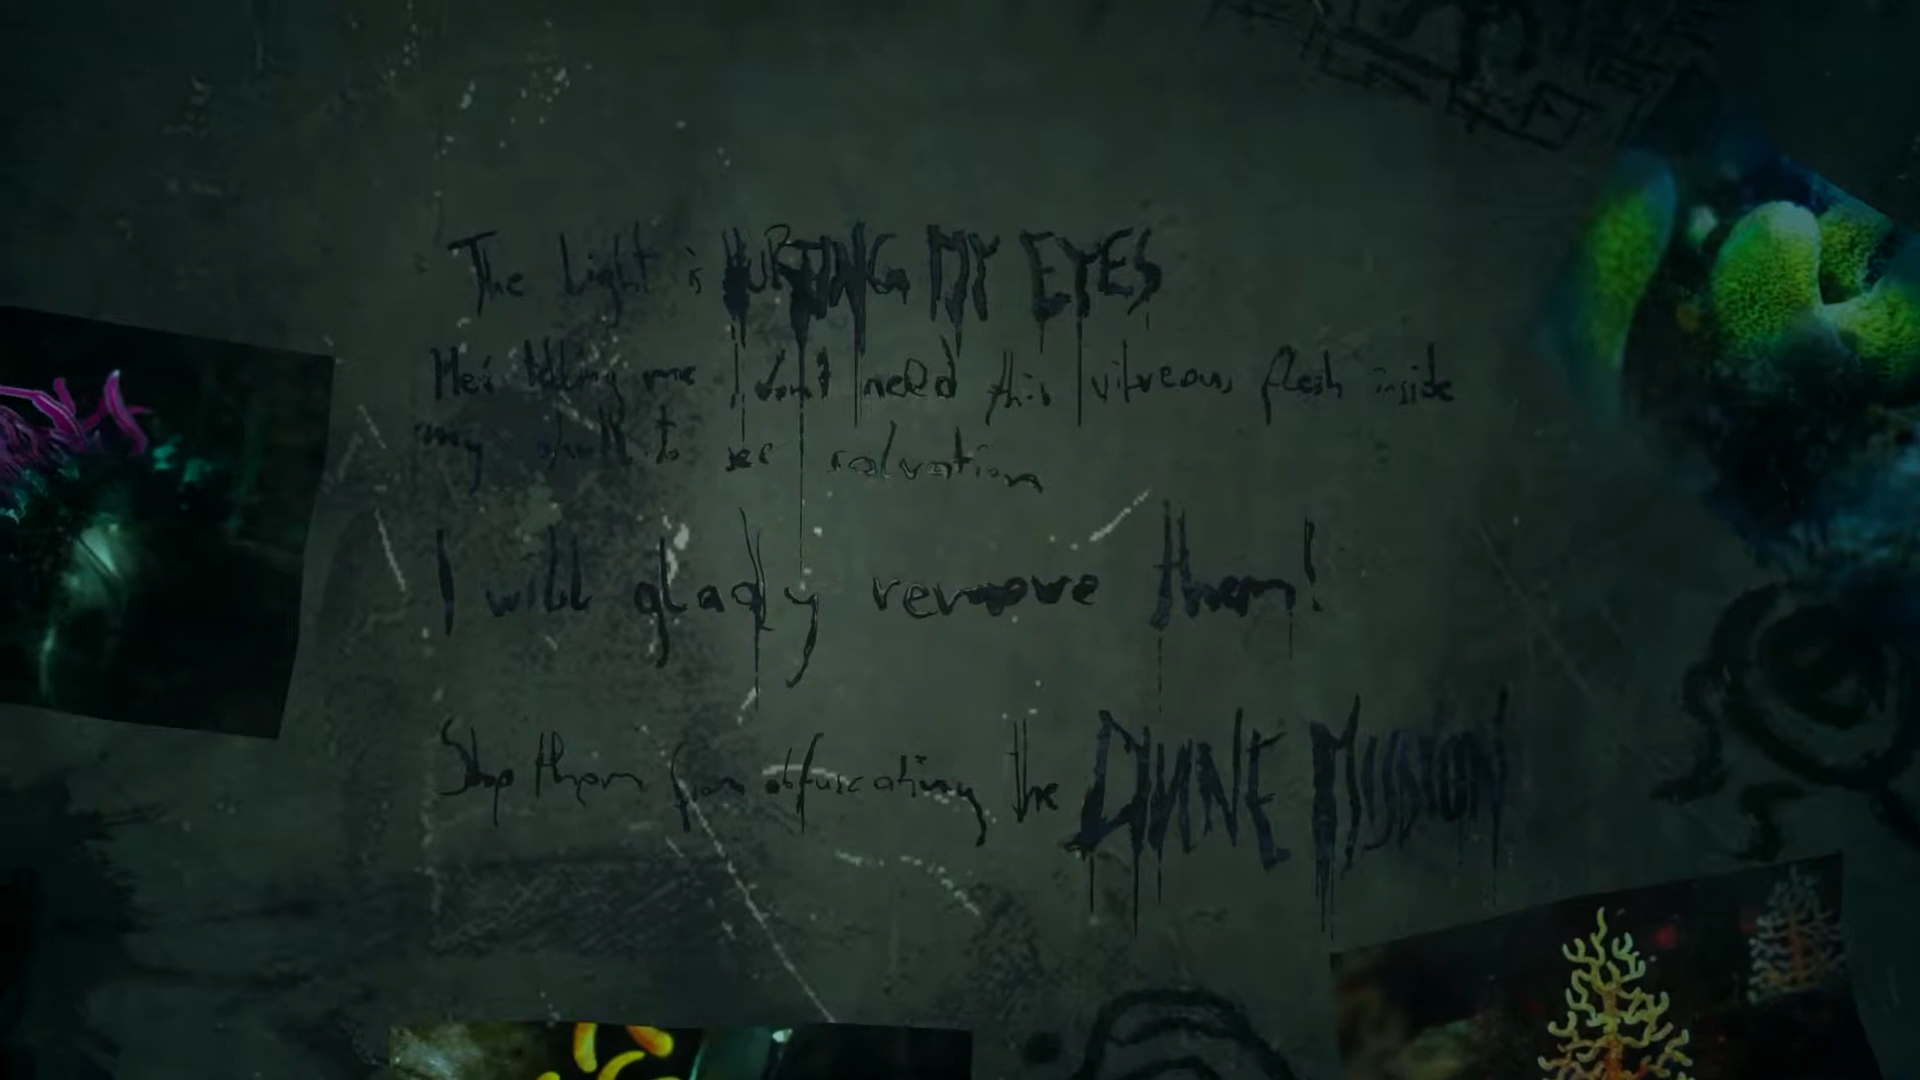 The Light is HURTING MY EYES
He's telling me I don't need this vitreous flesh inside
my skull to see salvation
I will glady remove them!
Stop them from obfuscating the DIVINE MISSION